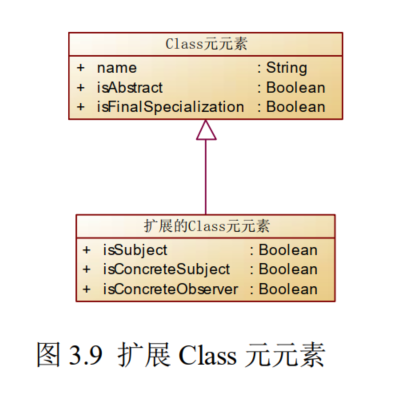 Class元元素
+ name : String
+ isAbstract : Boolean
+ isFinalSpecialization : Boolean
扩展的Class元元素
+ isSubject : Boolean
+ isConcreteSubject : Boolean
+ isConcreteObserver : Boolean
图 3.9 扩展 Class 元元素